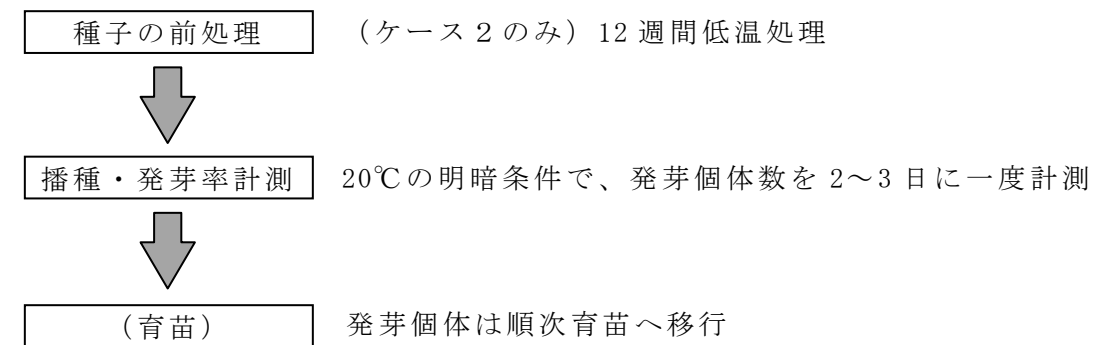 種子の前処理 (ケース２のみ) 12 週間低温処理
播種・発芽率計測 20℃の明暗条件で、発芽個体数を 2～3 日に一度計測
(育苗) 発芽個体は順次育苗へ移行